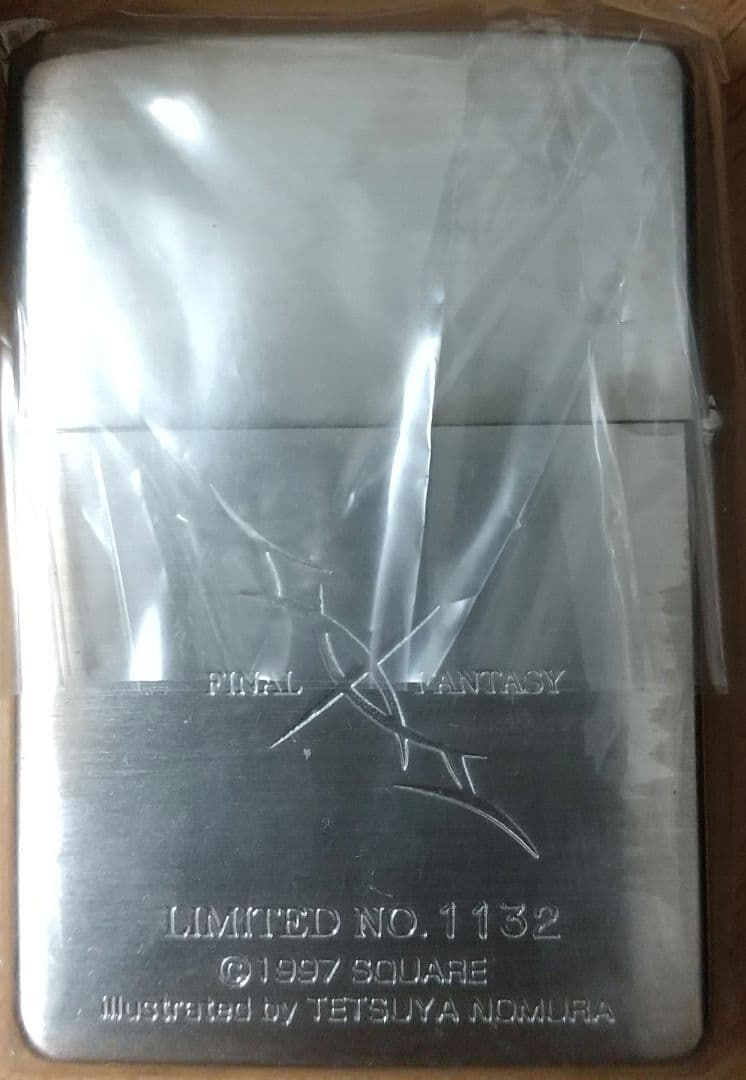 FINAL FANTASY
LIMITED NO. 1132
©1997 SQUARE
illustrated by TETSUYA NOMURA